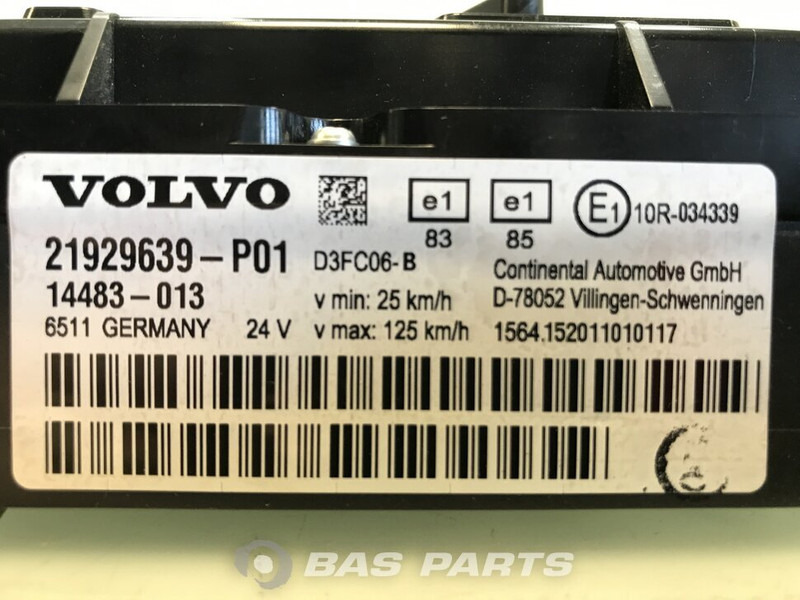 VOLVO
e1 e1 E1 10R-034339
83 85
21929639-P01 D3FC06-B Continental Automotive GmbH
14483-013 v min: 25 km/h D-78052 Villingen-Schwenningen
6511 GERMANY 24 V v max: 125 km/h 1564.152011010117
BAS PARTS